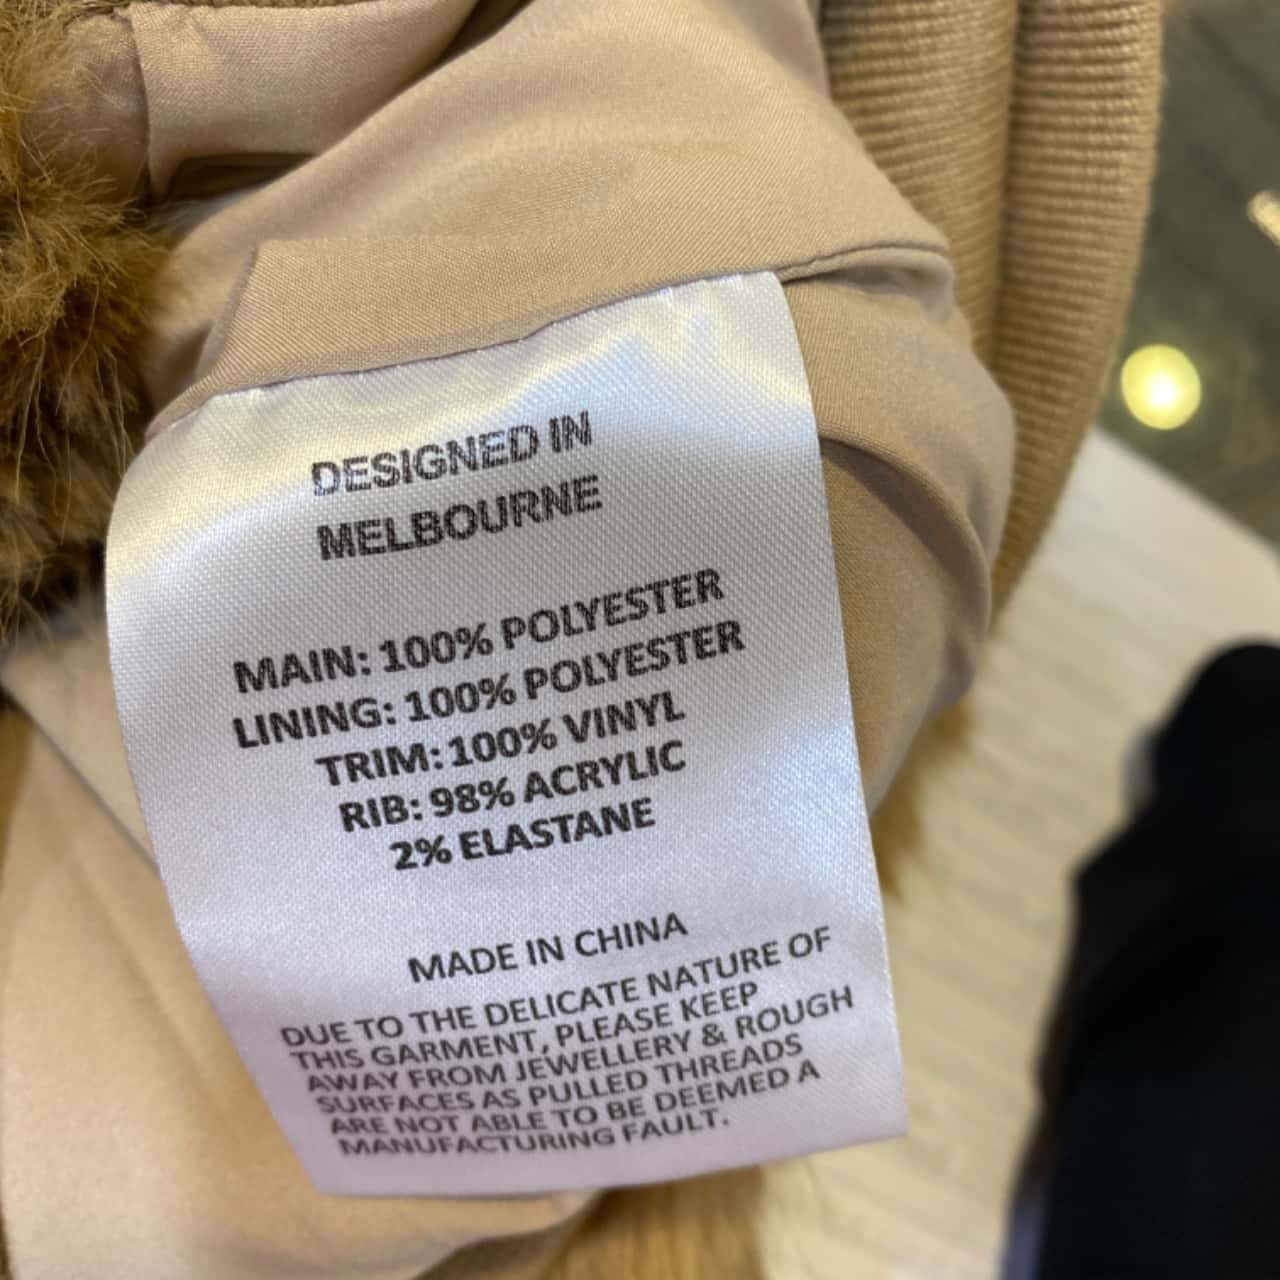 DESIGNED IN
MELBOURNE
MAIN: 100% POLYESTER
LINING: 100% POLYESTER
TRIM: 100% VINYL
RIB: 98% ACRYLIC
2% ELASTANE
MADE IN CHINA
DUE TO THE DELICATE NATURE OF
THIS GARMENT, PLEASE KEEP
AWAY FROM JEWELLERY & ROUGH
SURFACES AS PULLED THREADS
ARE NOT ABLE TO BE DEEMED A
MANUFACTURING FAULT.